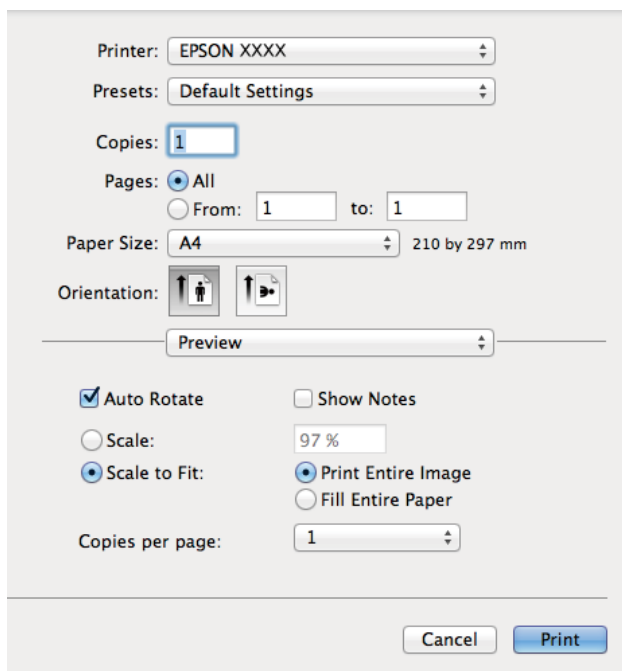 Printer: EPSON XXXX
Presets: Default Settings
Copies: 1
Pages: All
From: 1 to: 1
Paper Size: A4 210 by 297 mm
Orientation:
Preview
Auto Rotate Show Notes
Scale: 97 %
Scale to Fit: Print Entire Image
Fill Entire Paper
Copies per page: 1
Cancel Print